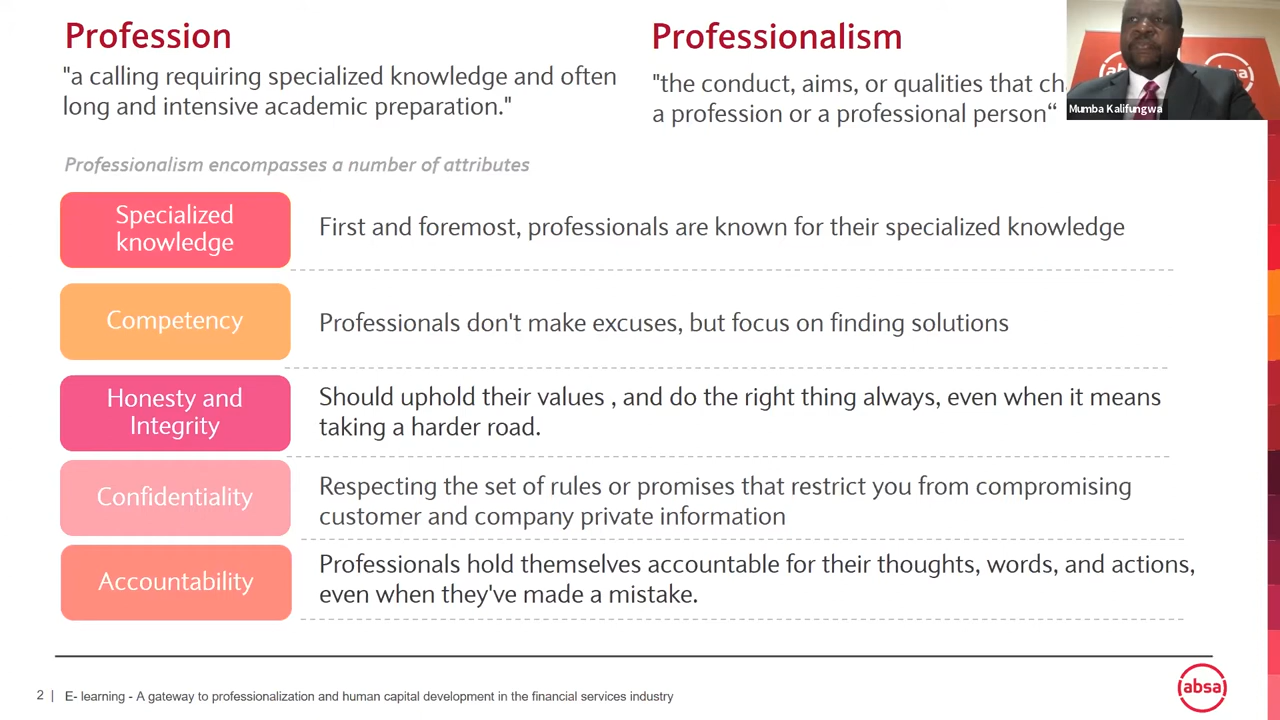 Profession
"a calling requiring specialized knowledge and often
long and intensive academic preparation."
Professionalism
"the conduct, aims, or qualities that
a profession or a professional person“
absa
Mumba Kalifungwa
Professionalism encompasses a number of attributes
Specialized
knowledge
First and foremost, professionals are known for their specialized knowledge
Competency
Professionals don't make excuses, but focus on finding solutions
Honesty and
Integrity
Should uphold their values , and do the right thing always, even when it means
taking a harder road.
Confidentiality
Respecting the set of rules or promises that restrict you from compromising
customer and company private information
Accountability
Professionals hold themselves accountable for their thoughts, words, and actions,
even when they've made a mistake.
2 | E- learning - A gateway to professionalization and human capital development in the financial services industry
absa